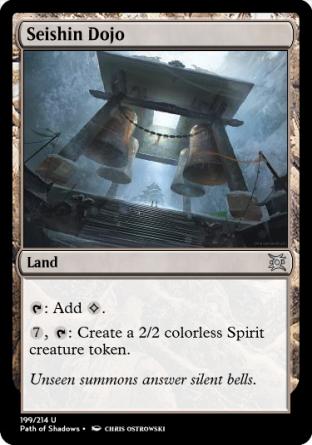 Seishin Dojo
Land
: Add .
7, : Create a 2/2 colorless Spirit
creature token.
Unseen summons answer silent bells.
199/214 U
Path of Shadows • CHRIS OSTROWSKI